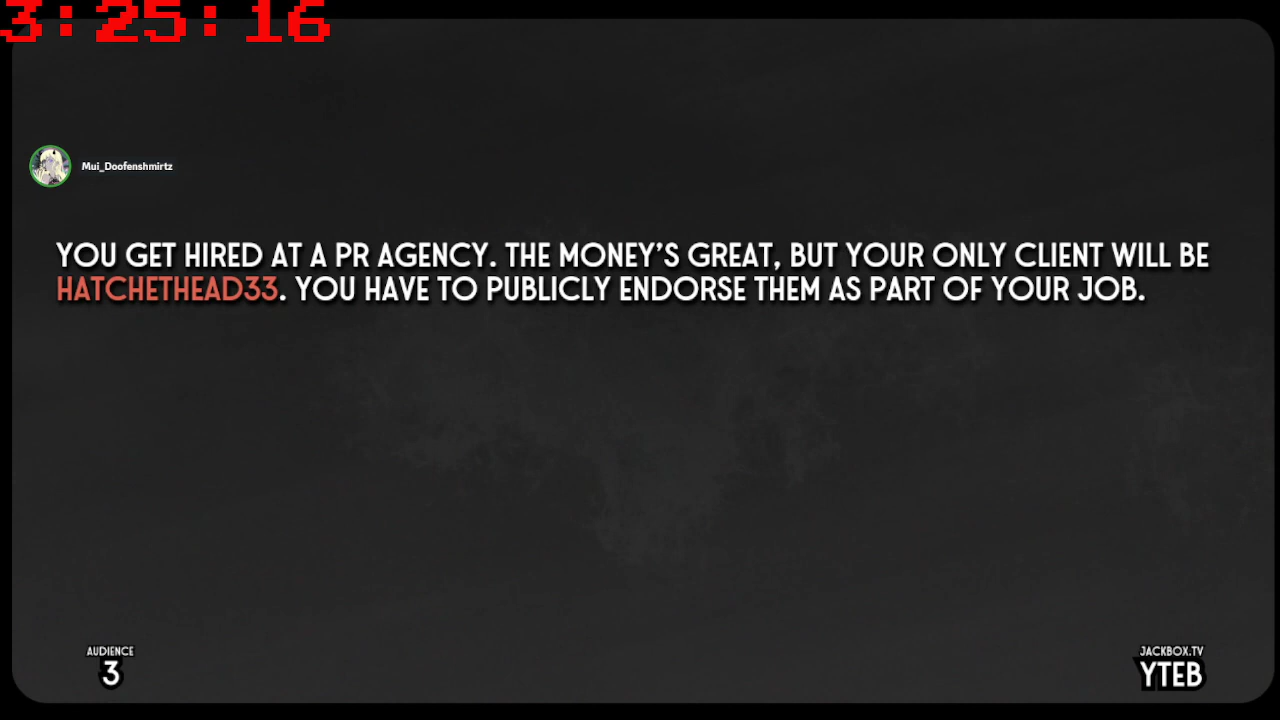 3:25:16
Mui_Doofenshmirtz
YOU GET HIRED AT A PR AGENCY. THE MONEY'S GREAT, BUT YOUR ONLY CLIENT WILL BE
HATCHETHEAD33. YOU HAVE TO PUBLICLY ENDORSE THEM AS PART OF YOUR JOB.
AUDIENCE
3
JACKBOX.TV
YTEB